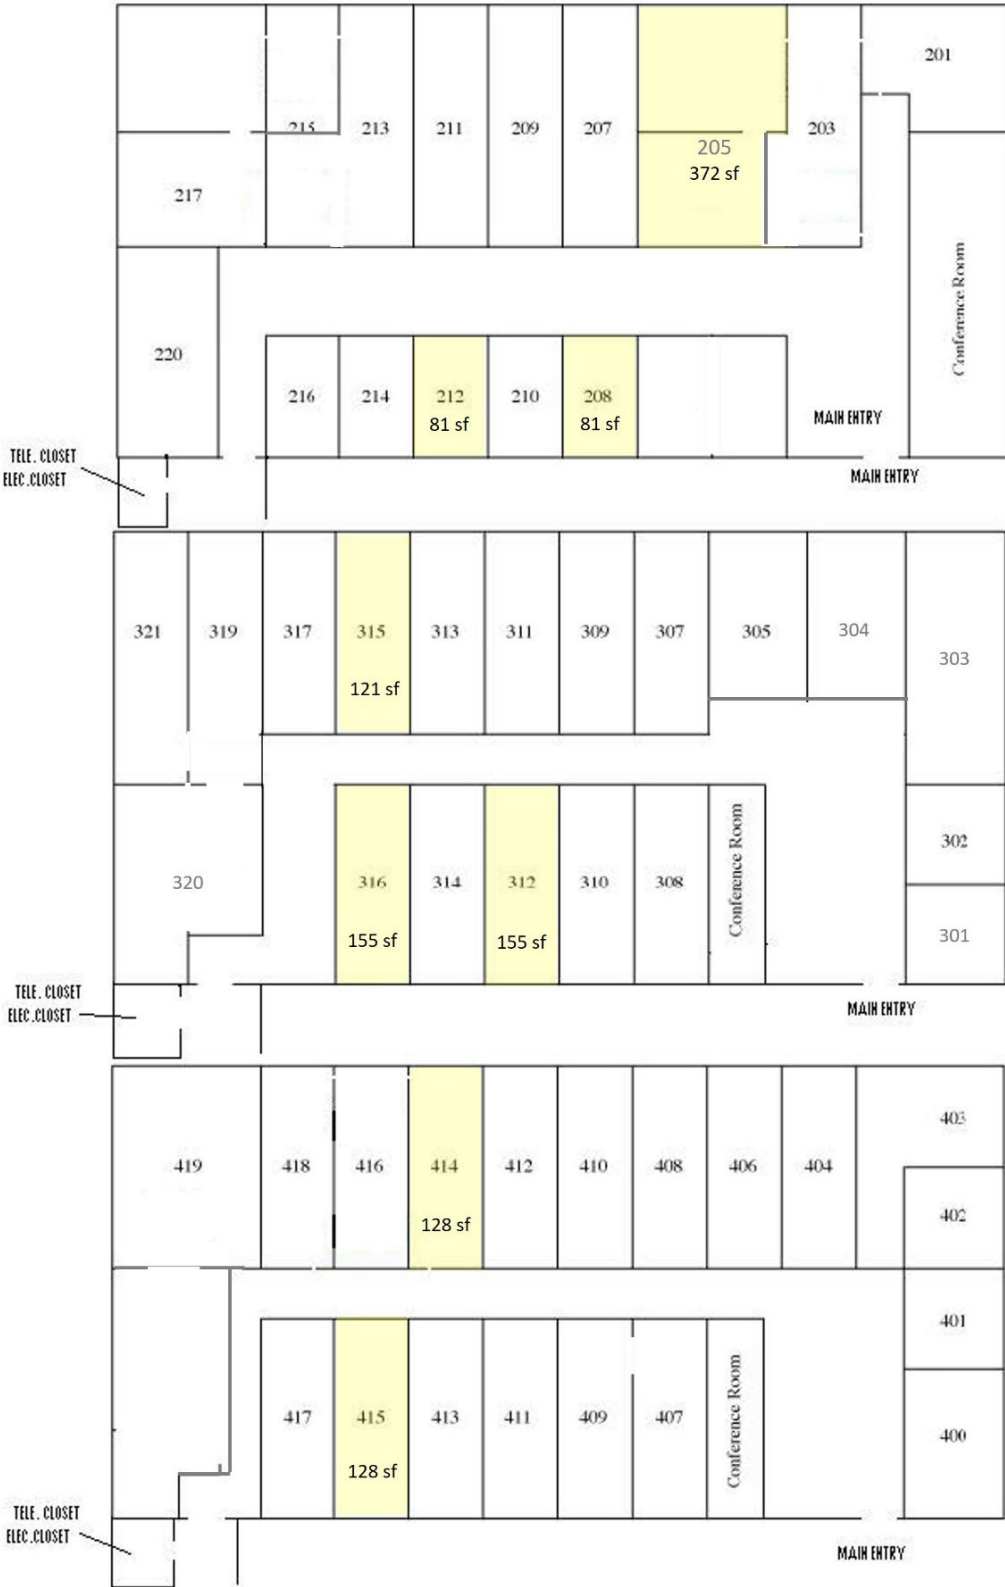 201
215
213
211
209
207
205
203
372 sf
217
Conference Room
220
216
214
212
210
208
81 sf
81 sf
MAIN ENTRY
TELE. CLOSET
ELEC.CLOSET
MAIN ENTRY
321
319
317
315
313
311
309
307
305
304
303
121 sf
302
320
316
314
312
310
308
Conference Room
155 sf
155 sf
301
TELE. CLOSET
ELEC.CLOSET
MAIN ENTRY
403
419
418
416
414
412
410
408
406
404
402
128 sf
401
417
415
413
411
409
407
Conference Room
400
128 sf
TELE. CLOSET
ELEC.CLOSET
MAIN ENTRY